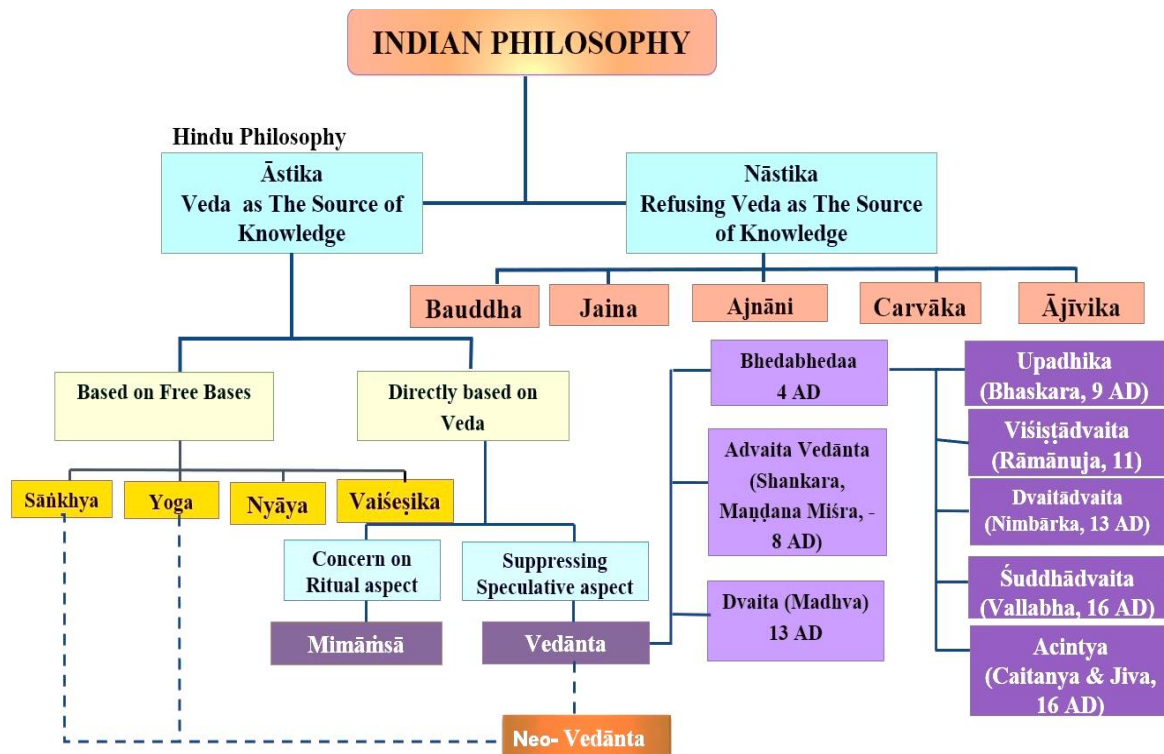 INDIAN PHILOSOPHY
Hindu Philosophy
Āstika
Veda as The Source of
Knowledge
Nāstika
Refusing Veda as The Source
of Knowledge
Bauddha
Jaina
Ajnāni
Carvāka
Ājīvika
Based on Free Bases
Directly based on
Veda
Sāṅkhya
Yoga
Nyāya
Vaiśeṣika
Concern on
Ritual aspect
Suppressing
Speculative aspect
Mimāṁsā
Vedānta
Neo- Vedānta
Bhedabhedaa
4 AD
Advaita Vedānta
(Shankara,
Maṇḍana Miśra, -
8 AD)
Dvaita (Madhva)
13 AD
Upadhika
(Bhaskara, 9 AD)
Viśiṣṭādvaita
(Rāmānuja, 11)
Dvaitādvaita
(Nimbārka, 13 AD)
Śuddhādvaita
(Vallabha, 16 AD)
Acintya
(Caitanya & Jiva,
16 AD)